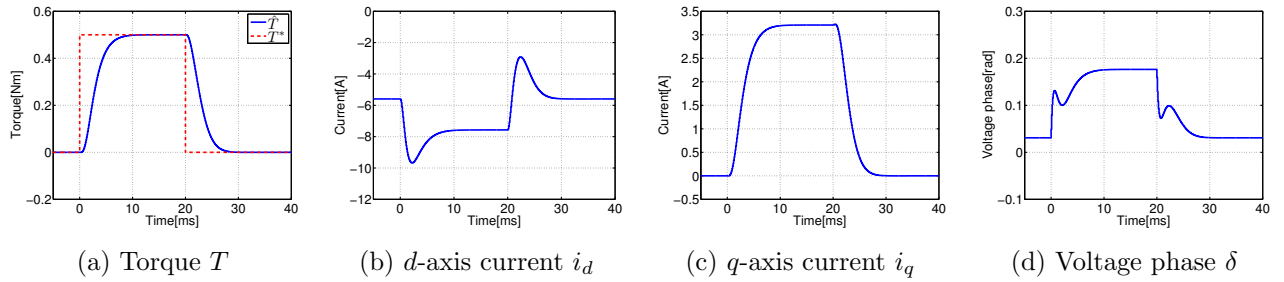 0.6
0.4
0.2
0
−0.2
0 10 20 30 40
Torque[Nm]
Time[ms]
T̂
T*
(a) Torque T
0
−2
−4
−6
−8
−10
−12
0 10 20 30 40
Current[A]
Time[ms]
(b) d-axis current i_d
3.5
3
2.5
2
1.5
1
0.5
0
−0.5
0 10 20 30 40
Current[A]
Time[ms]
(c) q-axis current i_q
0.3
0.2
0.1
0
−0.1
0 10 20 30 40
Voltage phase[rad]
Time[ms]
(d) Voltage phase δ